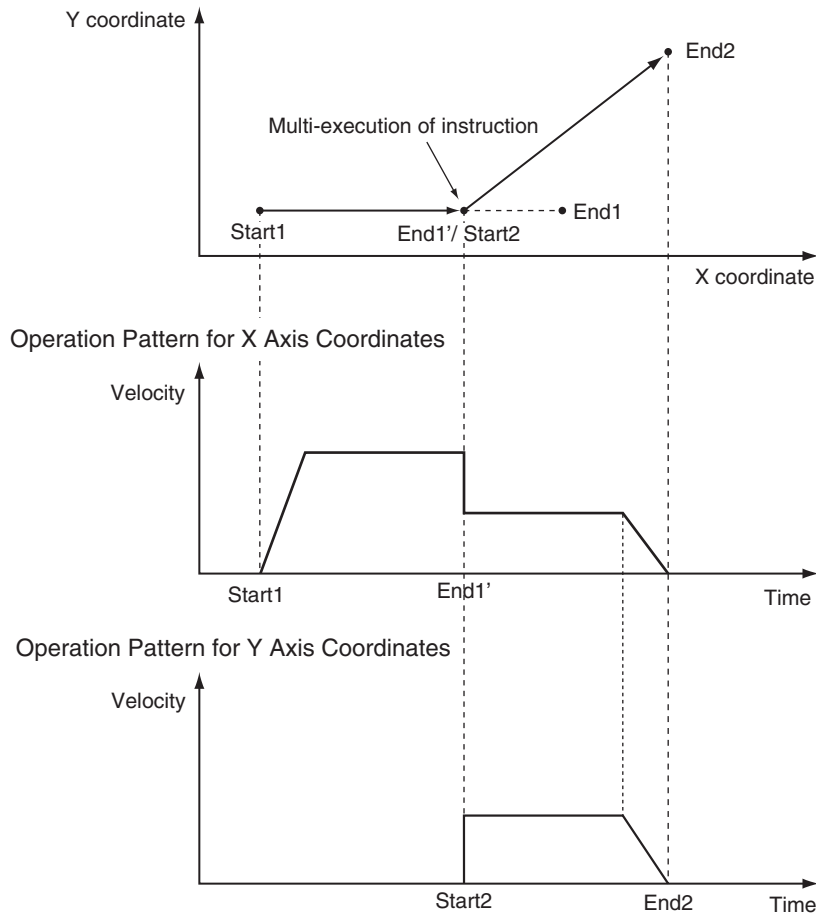 Y coordinate
End2
Multi-execution of instruction
End1
Start1
End1'/ Start2
X coordinate
Operation Pattern for X Axis Coordinates
Velocity
Start1
End1'
Time
Operation Pattern for Y Axis Coordinates
Velocity
Start2
End2
Time